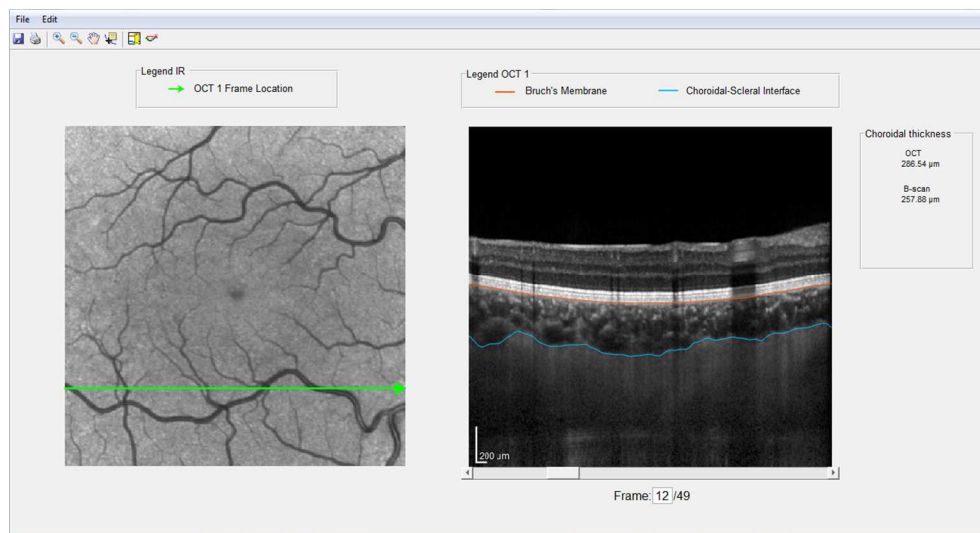 File Edit
Legend IR
OCT 1 Frame Location
Legend OCT 1
Bruch's Membrane
Choroidal-Scleral Interface
Choroidal thickness
OCT
286.54 µm
B-scan
257.88 µm
200 µm
Frame: 12 /49